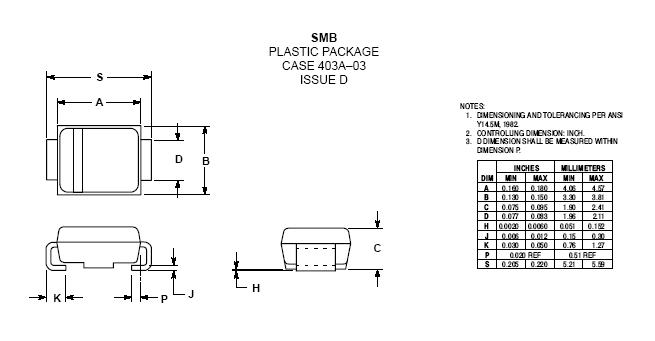 SMB
PLASTIC PACKAGE
CASE 403A–03
ISSUE D
S
A
D
B
C
K
P
J
H
NOTES:
1. DIMENSIONING AND TOLERANCING PER ANSI
Y14.5M, 1982.
2. CONTROLLING DIMENSION: INCH.
3. D DIMENSION SHALL BE MEASURED WITHIN
DIMENSION P.
INCHES MILLIMETERS
DIM MIN MAX MIN MAX
A 0.160 0.180 4.06 4.57
B 0.130 0.150 3.30 3.81
C 0.075 0.095 1.90 2.41
D 0.077 0.083 1.96 2.11
H 0.0020 0.0060 0.051 0.152
J 0.006 0.012 0.15 0.30
K 0.030 0.050 0.76 1.27
P 0.020 REF 0.51 REF
S 0.205 0.220 5.21 5.59